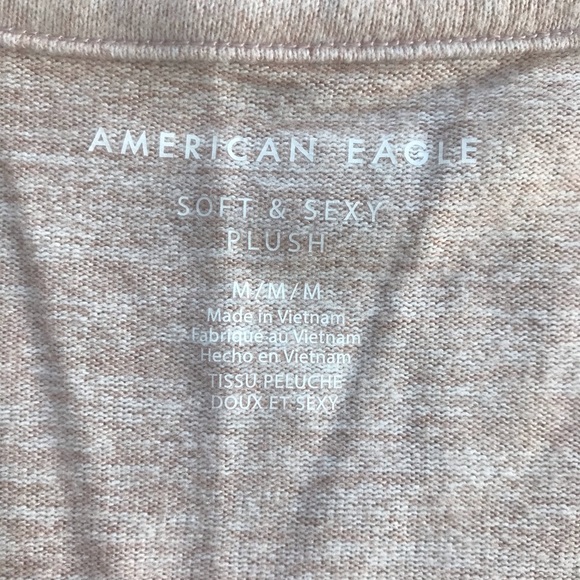 AMERICAN EAGLE
SOFT & SEXY
PLUSH
M/M/M
Made in Vietnam
Fabriqué au Vietnam
Hecho en Vietnam
TISSU PELUCHE
DOUX ET SEXY